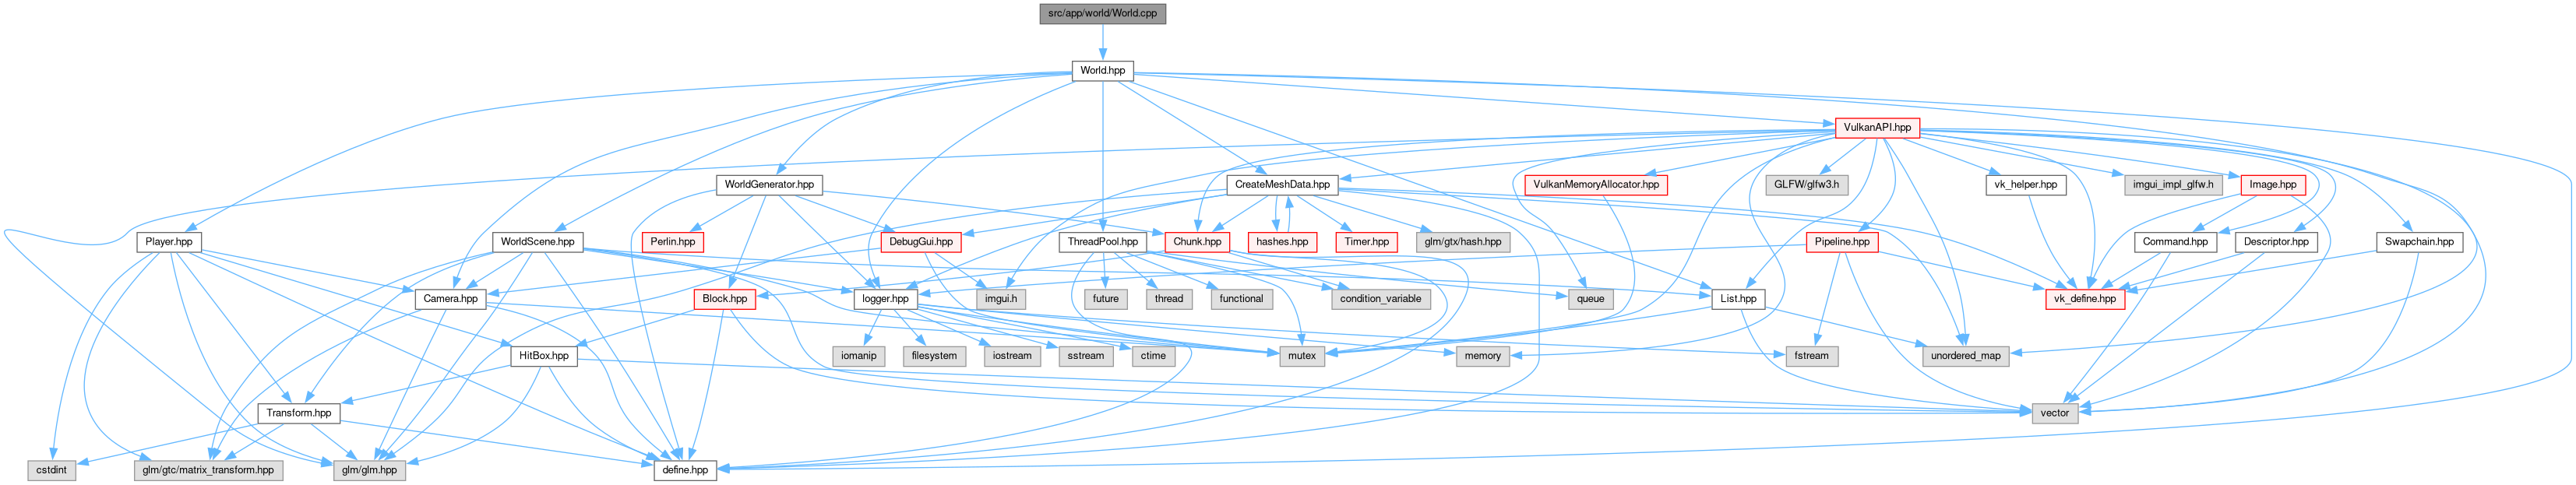 src/app/world/World.cpp
World.hpp
VulkanAPI.hpp
WorldGenerator.hpp
CreateMeshData.hpp
VulkanMemoryAllocator.hpp
GLFW/glfw3.h
vk_helper.hpp
imgui_impl_glfw.h
Image.hpp
Player.hpp
WorldScene.hpp
Perlin.hpp
DebugGui.hpp
ThreadPool.hpp
Chunk.hpp
hashes.hpp
Timer.hpp
glm/gtx/hash.hpp
Pipeline.hpp
Command.hpp
Descriptor.hpp
Swapchain.hpp
Camera.hpp
Block.hpp
logger.hpp
imgui.h
future
thread
functional
condition_variable
queue
List.hpp
vk_define.hpp
HitBox.hpp
iomanip
filesystem
iostream
sstream
ctime
mutex
memory
fstream
unordered_map
Transform.hpp
vector
cstdint
glm/gtc/matrix_transform.hpp
glm/glm.hpp
define.hpp